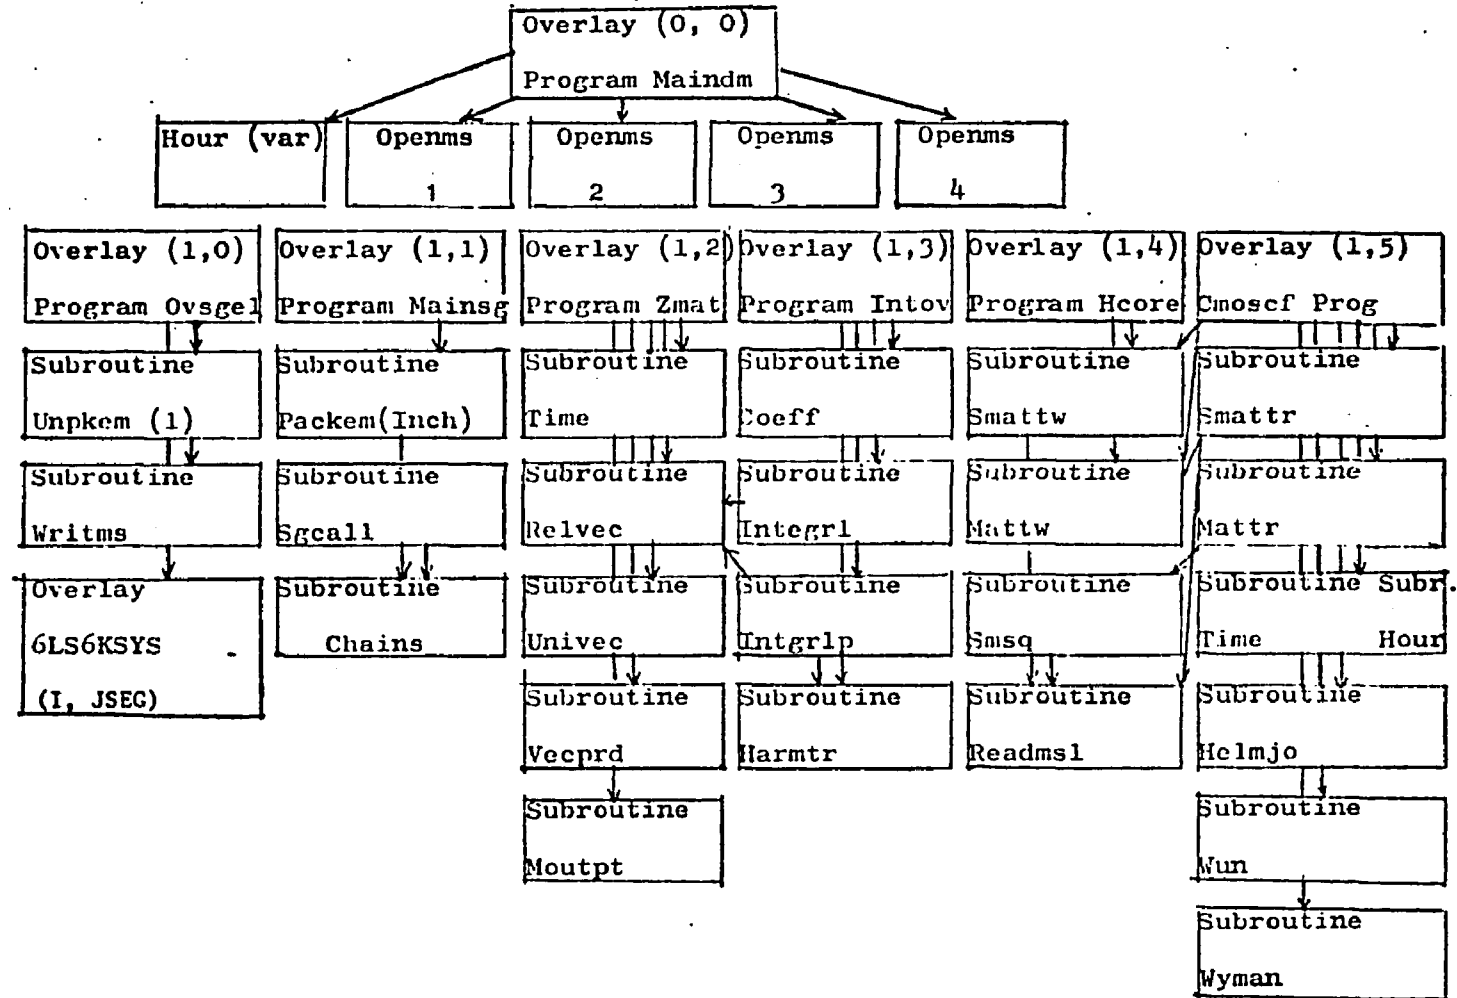 Overlay (0, 0)
Program Maindm
Hour (var)
Openms
1
Openms
2
Openms
3
Openms
4
Overlay (1,0)
Program Ovsgel
Subroutine
Unpkem (1)
Subroutine
Writms
Overlay
6LS6KSYS
(I, JSEG)
Overlay (1,1)
Program Mainsg
Subroutine
Packem(Inch)
Subroutine
Sgcall
Subroutine
Chains
Overlay (1,2)
Program Zmat
Subroutine
Time
Subroutine
Relvec
Subroutine
Univec
Subroutine
Vecprd
Subroutine
Moutpt
Overlay (1,3)
Program Intov
Subroutine
Coeff
Subroutine
Integrl
Subroutine
Intgrlp
Subroutine
Harmtr
Overlay (1,4)
Program Hcore
Subroutine
Smattw
Subroutine
Mattw
Subroutine
Smsq
Subroutine
Readmsl
Overlay (1,5)
Cmoscf Prog
Subroutine
Smattr
Subroutine
Mattr
Subroutine Subr.
Time Hour
Subroutine
Helmjo
Subroutine
Wun
Subroutine
Wyman